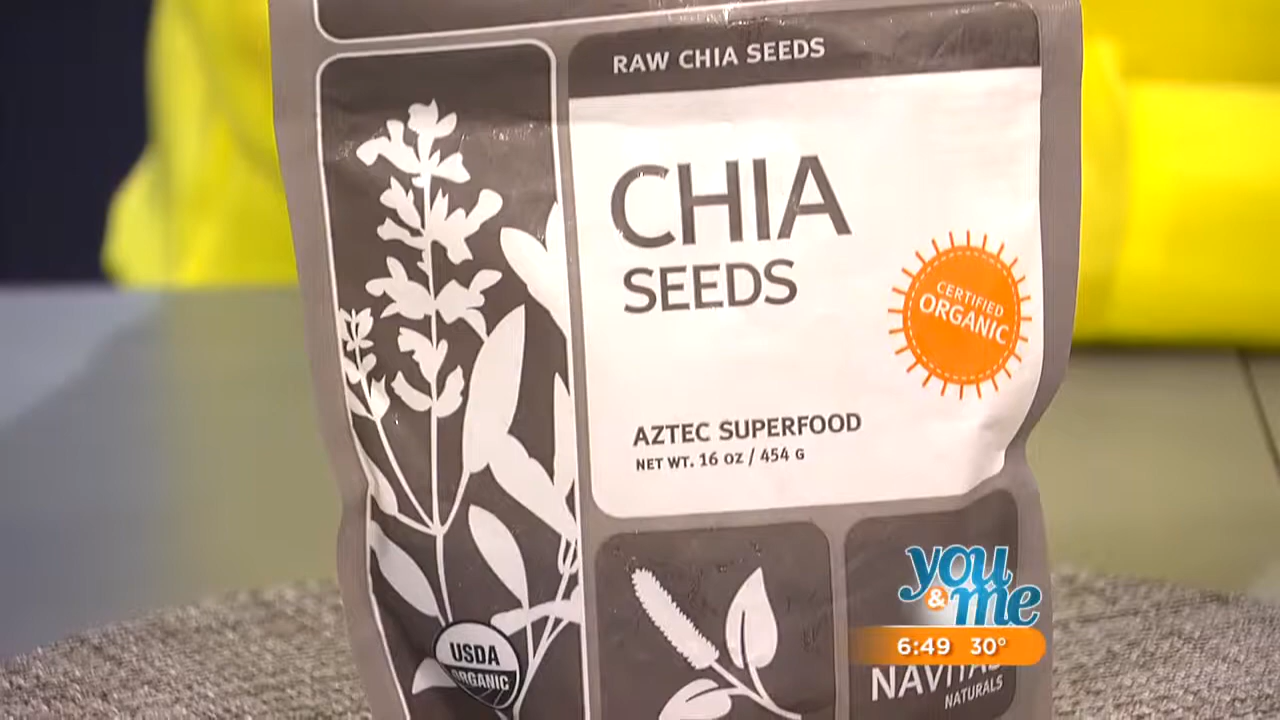 RAW CHIA SEEDS
CHIA
SEEDS
CERTIFIED
ORGANIC
AZTEC SUPERFOOD
NET WT. 16 oz / 454 G
you
& me
6:49 30°
USDA
ORGANIC
NAVITAS
NATURALS